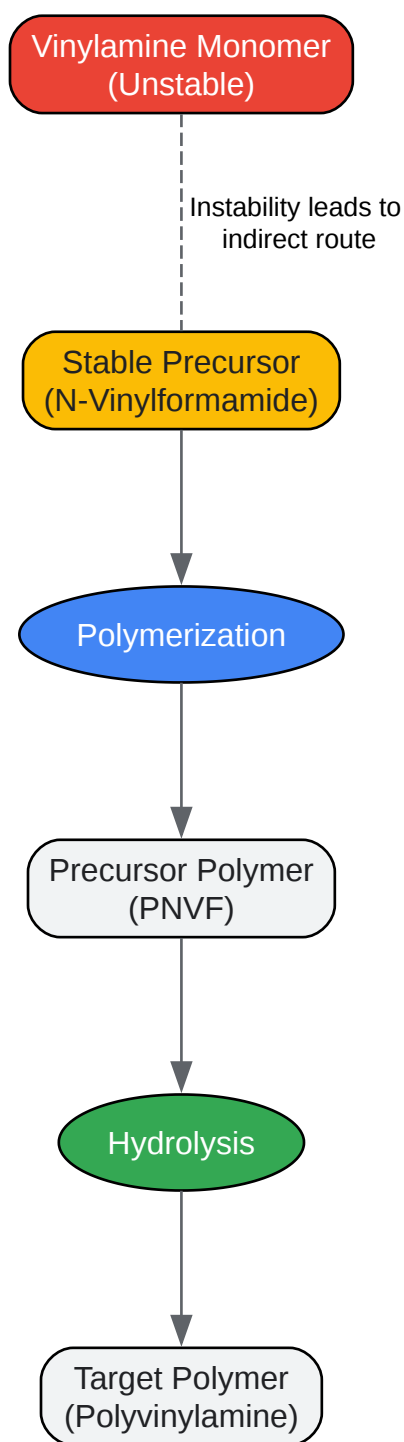 Vinylamine Monomer
(Unstable)
Instability leads to
indirect route
Stable Precursor
(N-Vinylformamide)
Polymerization
Precursor Polymer
(PNVF)
Hydrolysis
Target Polymer
(Polyvinylamine)